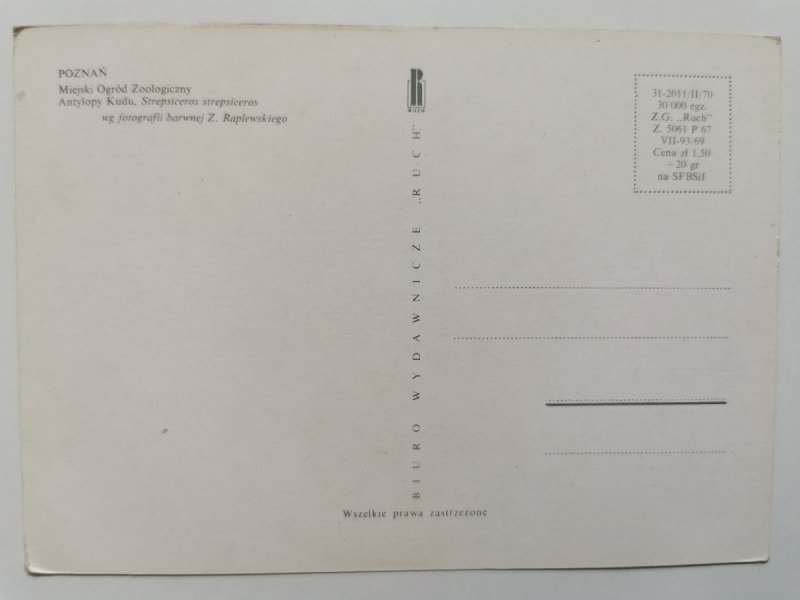 POZNAŃ
Miejski Ogród Zoologiczny
Antylopy Kudu, Strepsiceros strepsiceros
wg fotografii barwnej Z. Raplewskiego
RUCH
BIURO WYDAWNICZE „RUCH”
31-2011/II/70
30 000 egz.
Z.G. „Ruch”
Z. 5061 P 67
VII-93/69
Cena zł 1,50
+ 20 gr
na SFBSiI
Wszelkie prawa zastrzeżone